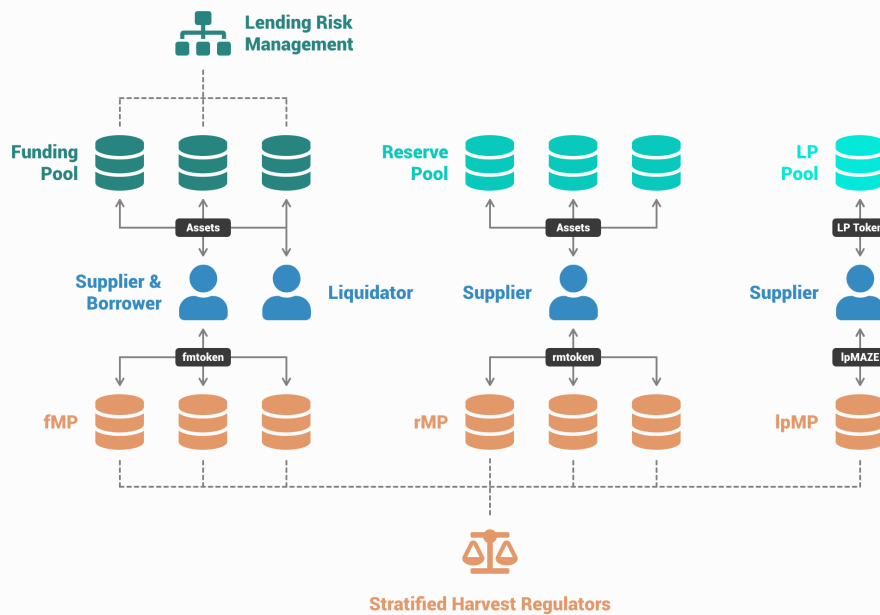 Lending Risk
Management
Funding
Pool
Reserve
Pool
LP
Pool
Assets
Assets
LP Token
Supplier &
Borrower
Liquidator
Supplier
Supplier
fmtoken
rmtoken
lpMAZE
fMP
rMP
lpMP
Stratified Harvest Regulators